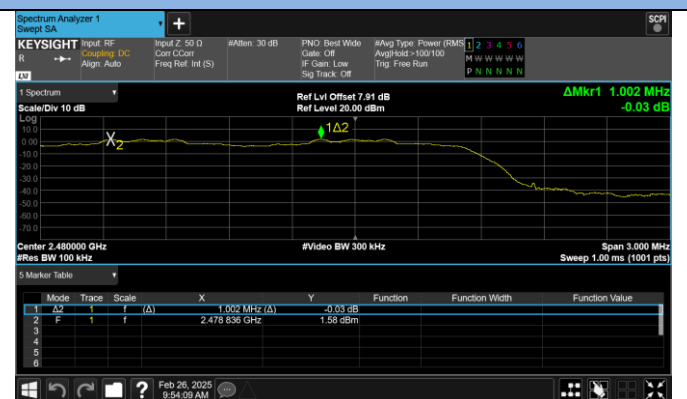 Spectrum Analyzer 1
Swept SA
+
SCPI
KEYSIGHT Input: RF Input Z: 50 Ω #Atten: 30 dB PNO: Best Wide #Avg Type: Power (RMS 1 2 3 4 5 6
R Coupling: DC Corr CCorr Gate: Off Avg|Hold:>100/100 M W W W W W
Align: Auto Freq Ref: Int (S) IF Gain: Low Trig: Free Run
Sig Track: Off P N N N N N
LXI
1 Spectrum Ref Lvl Offset 7.91 dB ΔMkr1 1.002 MHz
Scale/Div 10 dB Ref Level 20.00 dBm -0.03 dB
Log
10.0
0.00
-10.0
-20.0
-30.0
-40.0
-50.0
-60.0
-70.0
X2
1Δ2
Center 2.480000 GHz #Video BW 300 kHz Span 3.000 MHz
#Res BW 100 kHz Sweep 1.00 ms (1001 pts)
5 Marker Table
Mode Trace Scale X Y Function Function Width Function Value
1 Δ2 1 f (Δ) 1.002 MHz (Δ) -0.03 dB
2 F 1 f 2.478 836 GHz 1.58 dBm
3
4
5
6
? Feb 26, 2025
9:54:09 AM